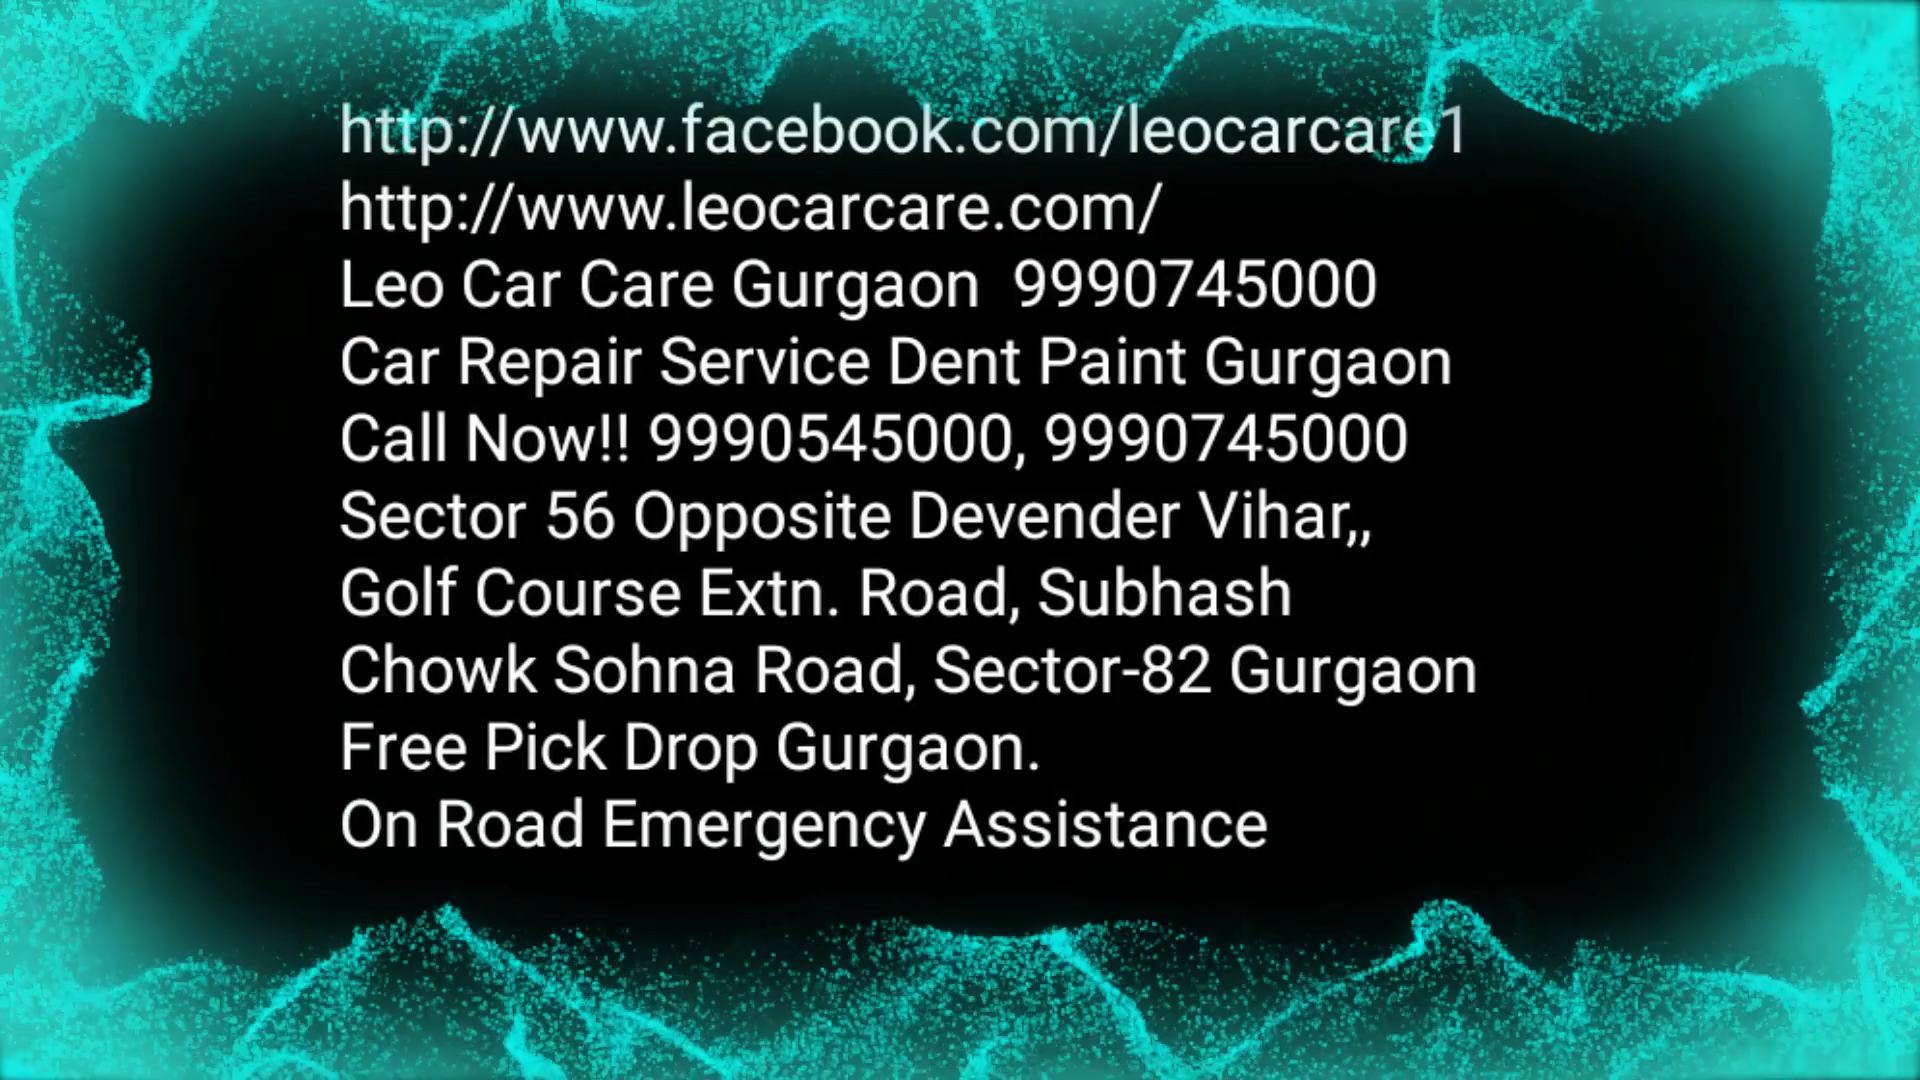 http://www.facebook.com/leocarcare1
http://www.leocarcare.com/
Leo Car Care Gurgaon  9990745000
Car Repair Service Dent Paint Gurgaon
Call Now!! 9990545000, 9990745000
Sector 56 Opposite Devender Vihar,,
Golf Course Extn. Road, Subhash
Chowk Sohna Road, Sector-82 Gurgaon
Free Pick Drop Gurgaon.
On Road Emergency Assistance